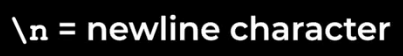 \n = newline character